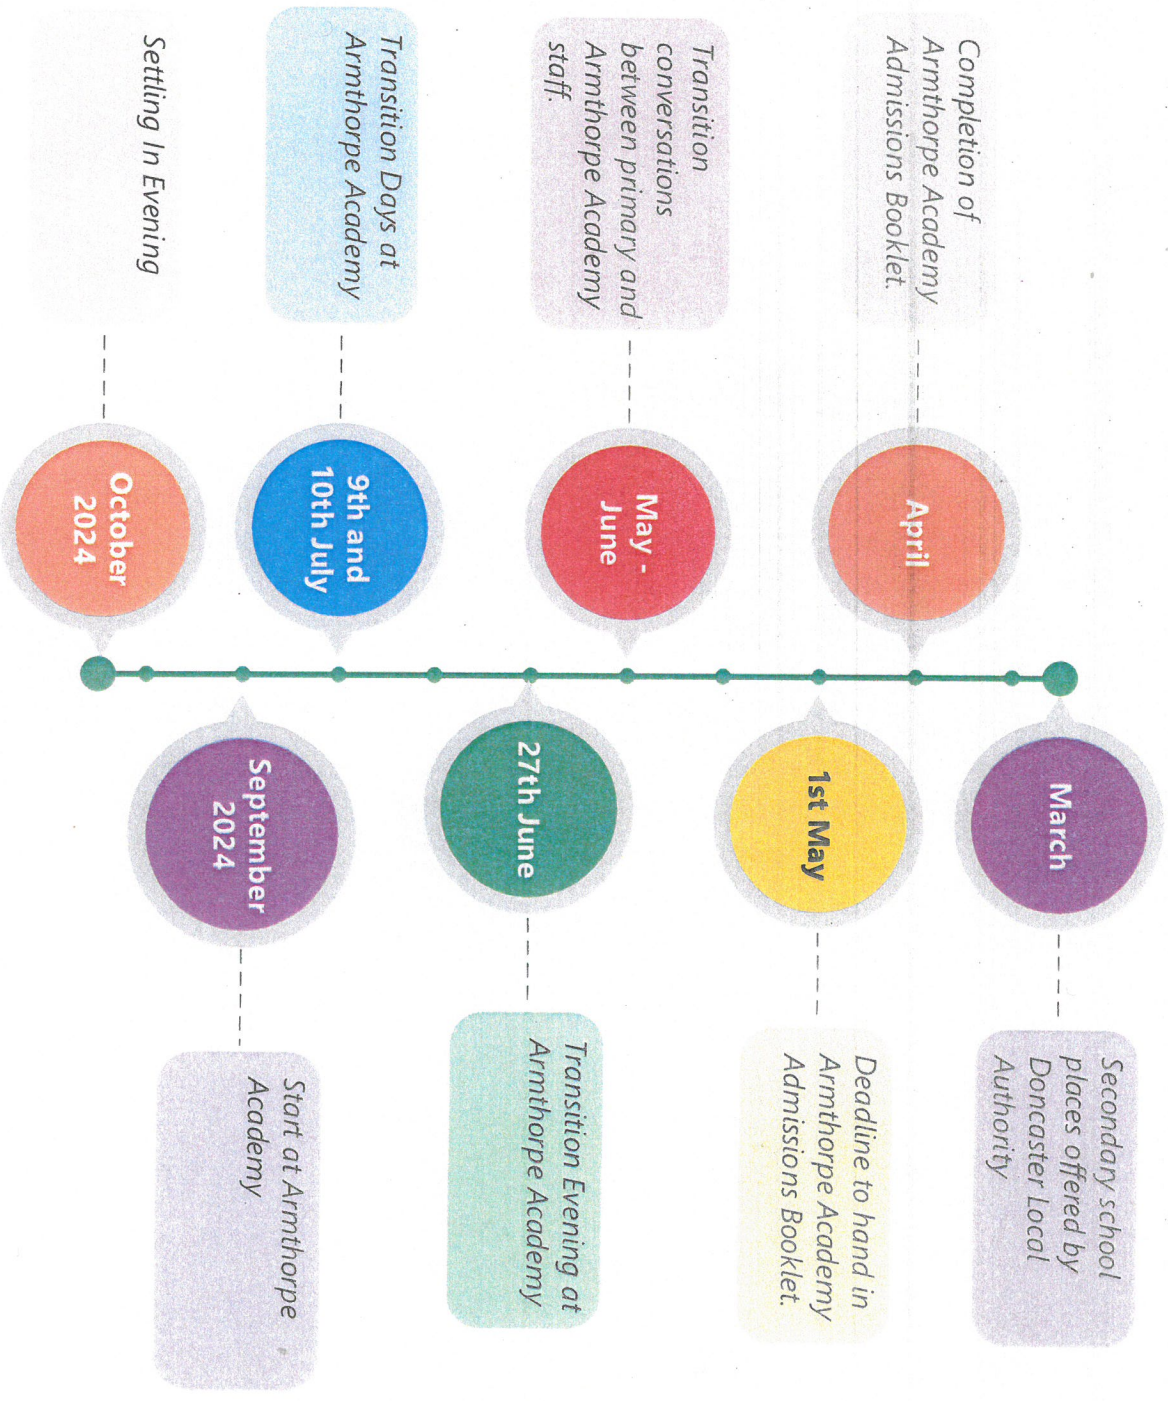 March
Secondary school
places offered by
Doncaster Local
Authority
April
Completion of
Armthorpe Academy
Admissions Booklet.
1st May
Deadline to hand in
Armthorpe Academy
Admissions Booklet.
May -
June
Transition
conversations
between primary and
Armthorpe Academy
staff.
27th June
Transition Evening at
Armthorpe Academy
9th and
10th July
Transition Days at
Armthorpe Academy
September
2024
Start at Armthorpe
Academy
October
2024
Settling In Evening